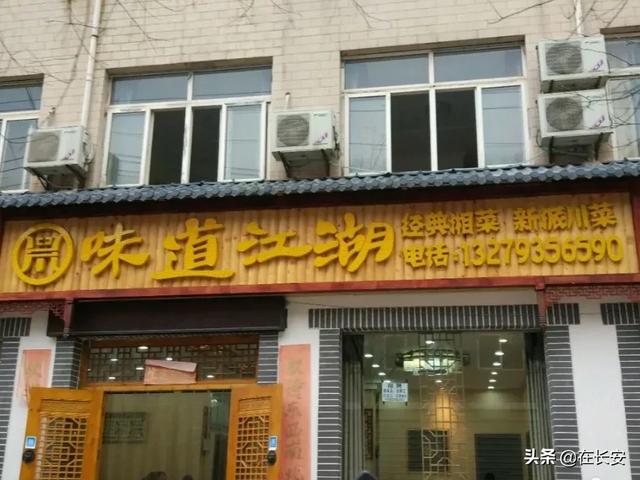 味道江湖
经典湘菜 新派川菜
电话:13279356590
头条 @在长安